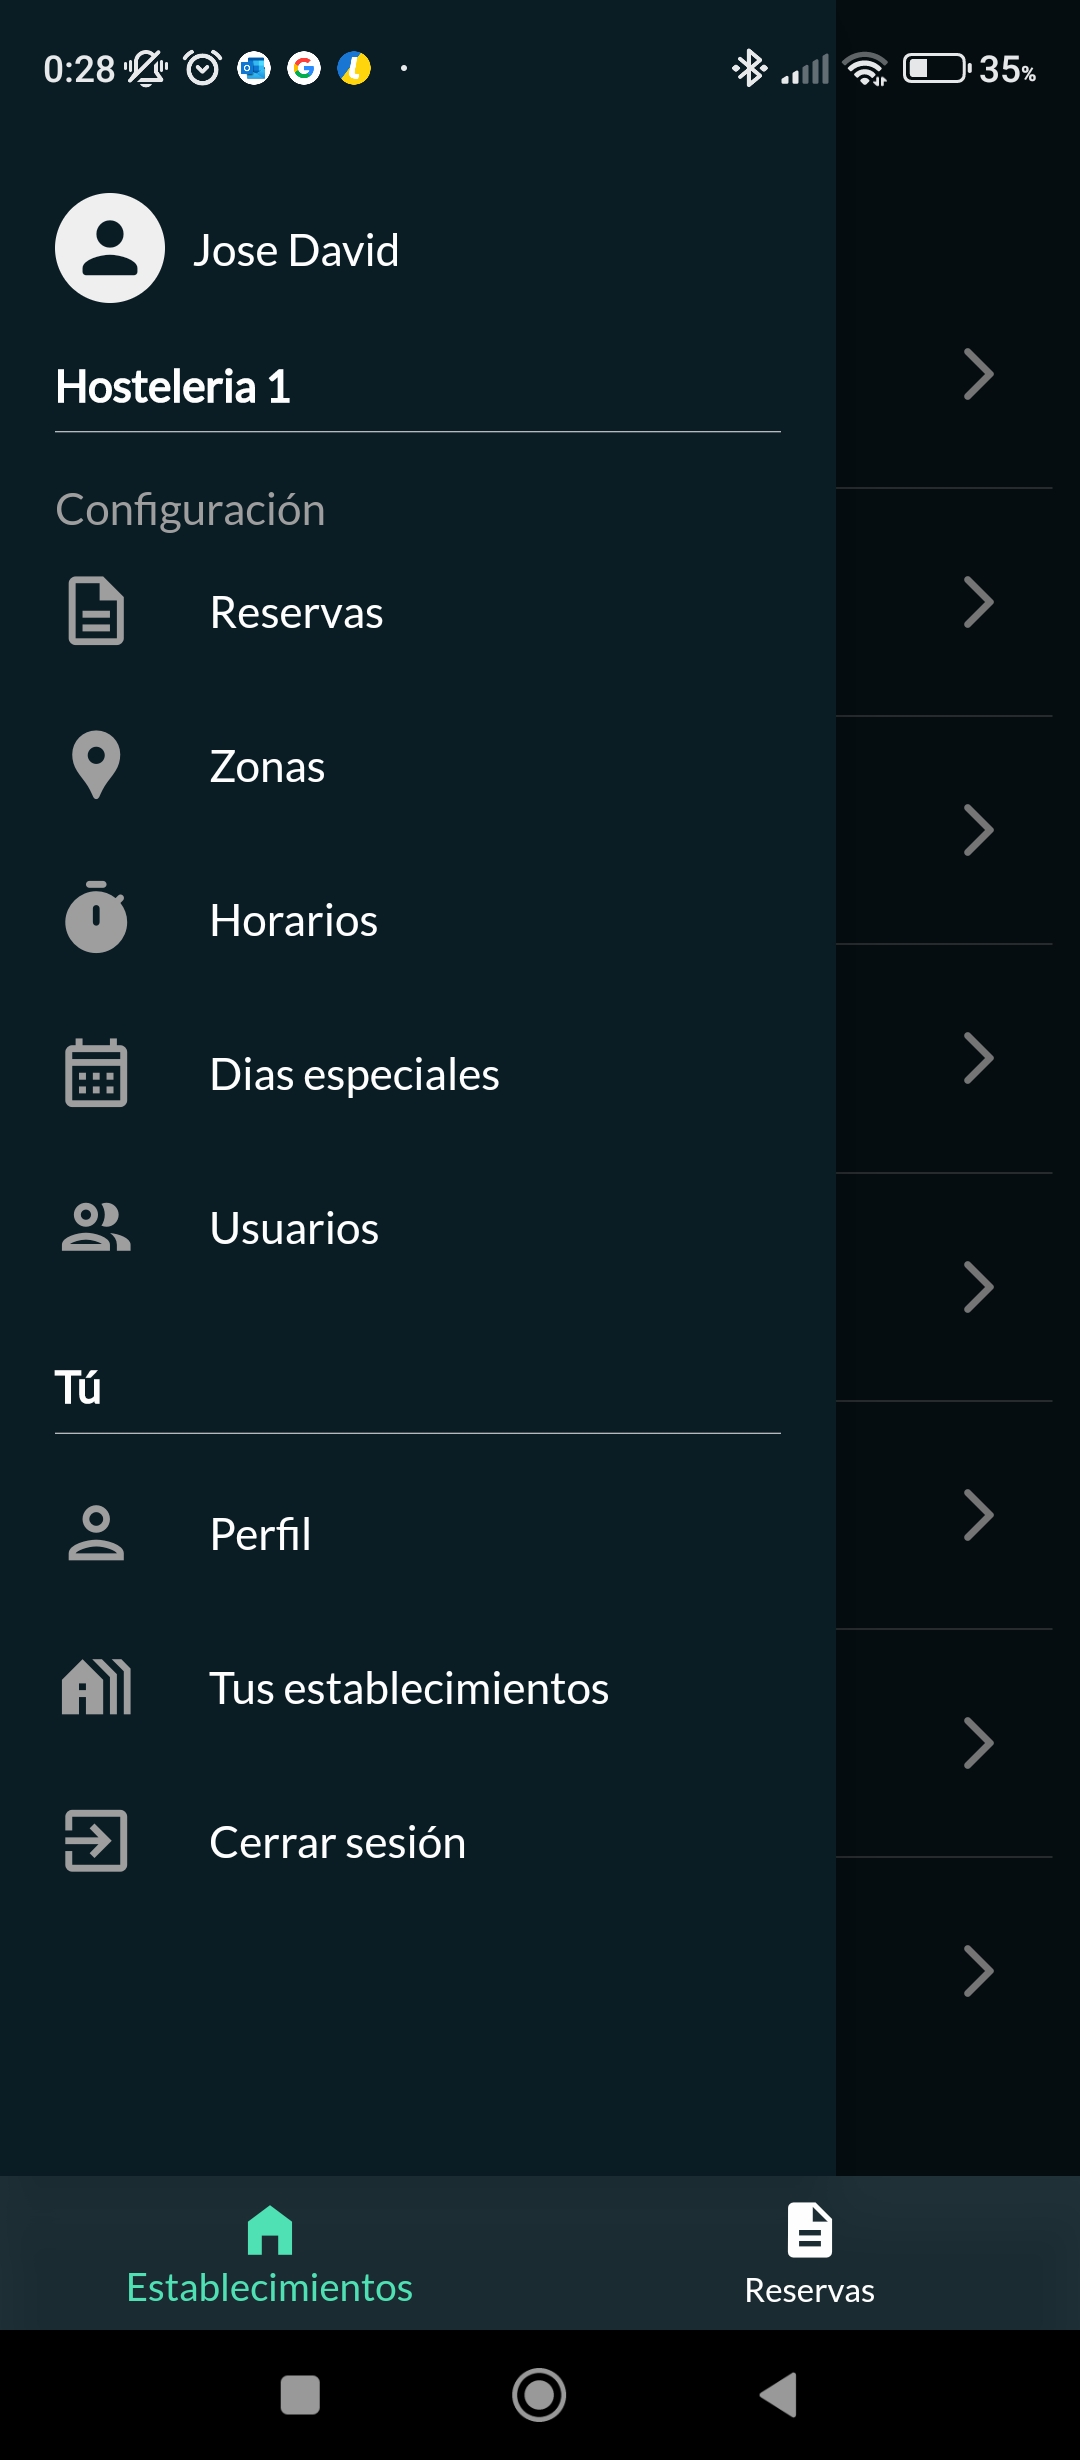 0:28
35%
Jose David
Hosteleria 1
Configuración
Reservas
Zonas
Horarios
Dias especiales
Usuarios
Tú
Perfil
Tus establecimientos
Cerrar sesión
Establecimientos
Reservas